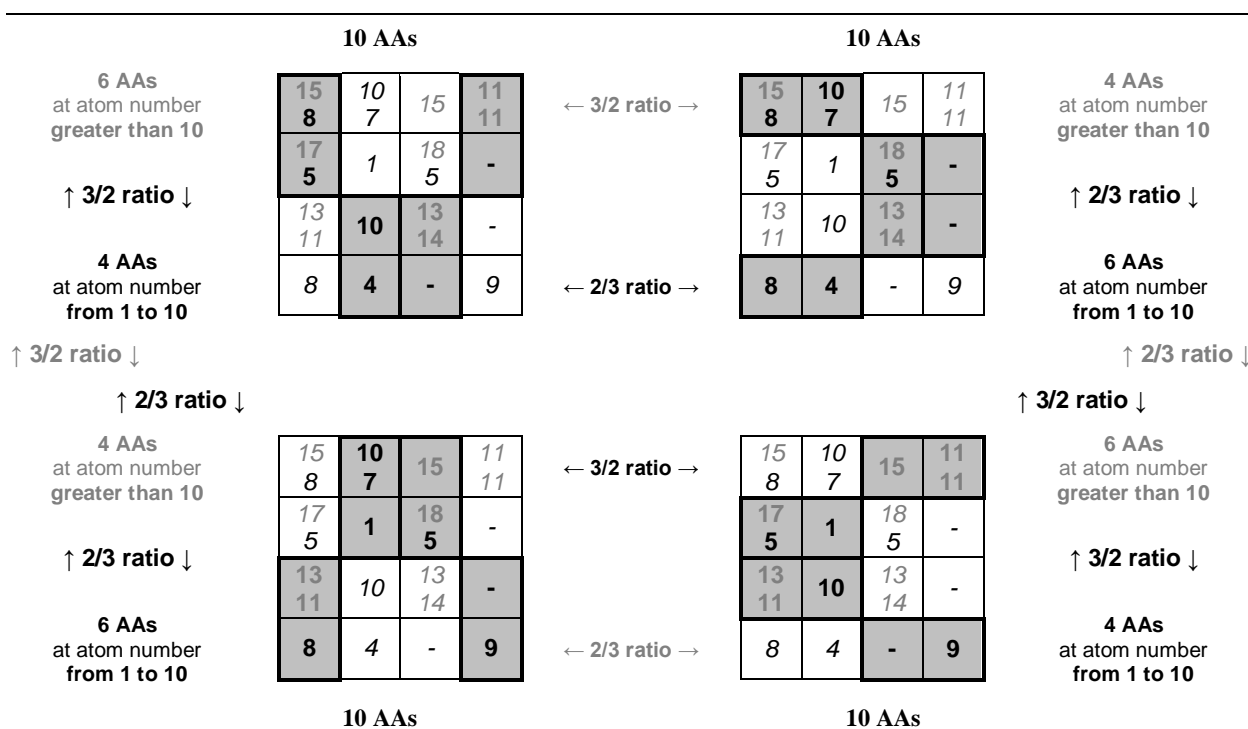 10 AAs
10 AAs
6 AAs
at atom number
greater than 10
↑ 3/2 ratio ↓
4 AAs
at atom number
from 1 to 10
15 10 15 11
8 7 11
17 1 18 -
5 5
13 10 13 -
11 14
8 4 - 9
← 3/2 ratio →
← 2/3 ratio →
15 10 15 11
8 7 11
17 1 18 -
5 5
13 10 13 -
11 14
8 4 - 9
4 AAs
at atom number
greater than 10
↑ 2/3 ratio ↓
6 AAs
at atom number
from 1 to 10
↑ 3/2 ratio ↓
↑ 2/3 ratio ↓
↑ 2/3 ratio ↓
↑ 3/2 ratio ↓
4 AAs
at atom number
greater than 10
↑ 2/3 ratio ↓
6 AAs
at atom number
from 1 to 10
15 10 15 11
8 7 11
17 1 18 -
5 5
13 10 13 -
11 14
8 4 - 9
← 3/2 ratio →
← 2/3 ratio →
15 10 15 11
8 7 11
17 1 18 -
5 5
13 10 13 -
11 14
8 4 - 9
6 AAs
at atom number
greater than 10
↑ 3/2 ratio ↓
4 AAs
at atom number
from 1 to 10
10 AAs
10 AAs